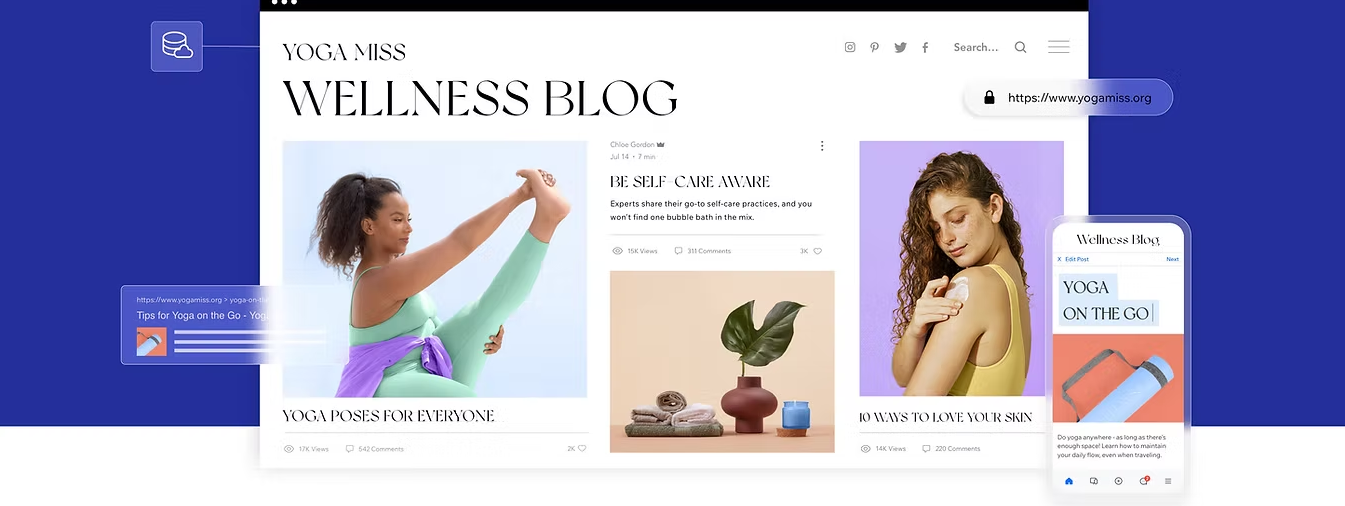 YOGA MISS
WELLNESS BLOG
Search...
https://www.yogamiss.org
Chloe Gordon
Jul 14 • 7 min
BE SELF-CARE AWARE
Experts share their go-to self-care practices, and you
won't find one bubble bath in the mix.
15K Views 311 Comments 3K
https://www.yogamiss.org > yoga-on-the
Tips for Yoga on the Go - Yoga
YOGA POSES FOR EVERYONE
17K Views 542 Comments 2K
10 WAYS TO LOVE YOUR SKIN
14K Views 220 Comments
Wellness Blog
X Edit Post Next
YOGA
ON THE GO
Do yoga anywhere - as long as there's
enough space! Learn how to maintain
your daily flow, even when traveling.